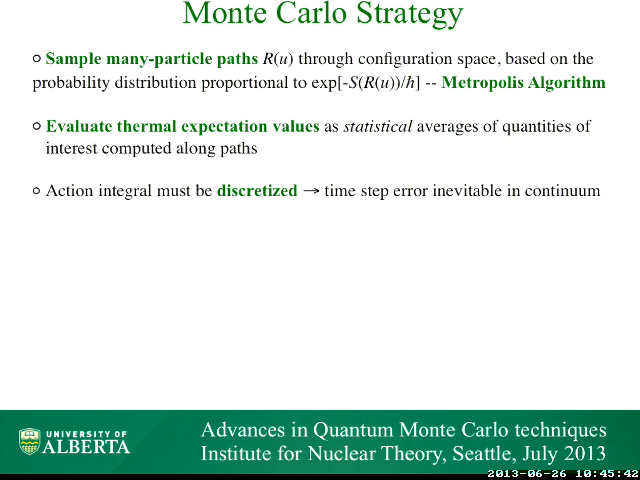 Monte Carlo Strategy
○ Sample many-particle paths R(u) through configuration space, based on the
probability distribution proportional to exp[-S(R(u))/ℏ] -- Metropolis Algorithm
○ Evaluate thermal expectation values as statistical averages of quantities of
interest computed along paths
○ Action integral must be discretized → time step error inevitable in continuum
UNIVERSITY OF
ALBERTA
Advances in Quantum Monte Carlo techniques
Institute for Nuclear Theory, Seattle, July 2013
2013-06-26 10:45:42